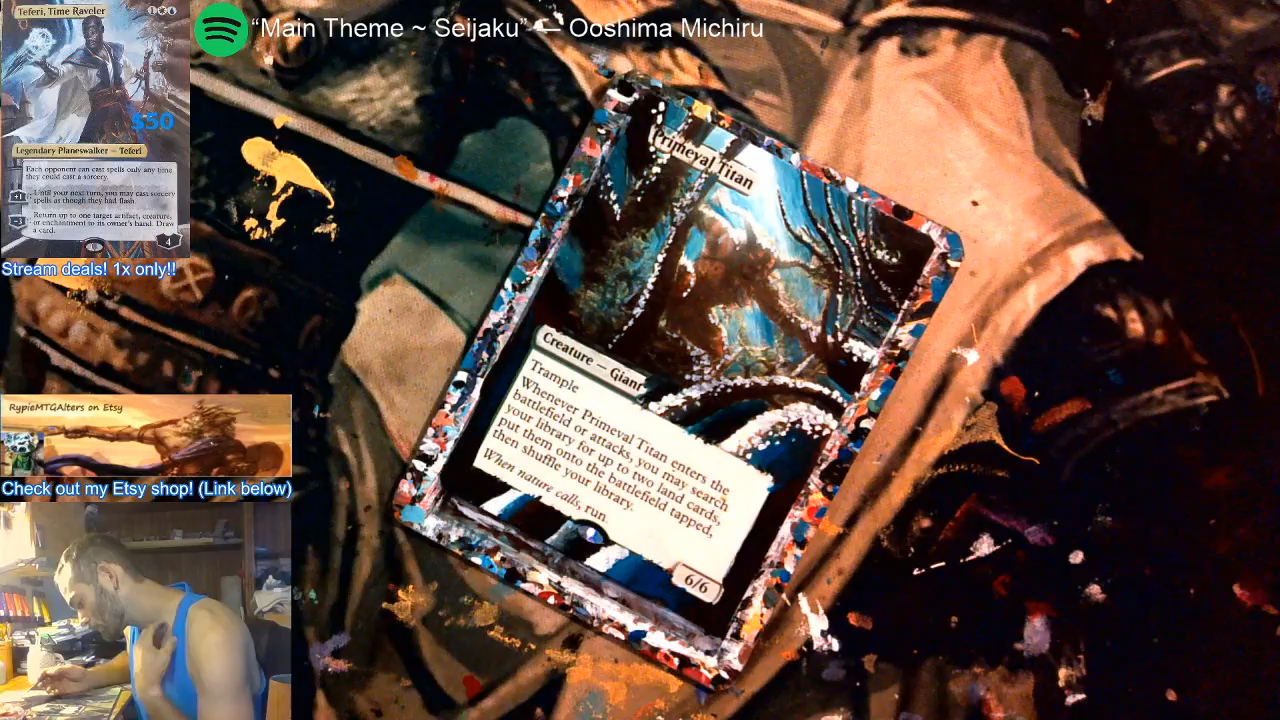 Teferi, Time Raveler
"Main Theme ~ Seijaku" — Ooshima Michiru
$50
Legendary Planeswalker — Teferi
Each opponent can cast spells only any time
they could cast a sorcery.
+1
Until your next turn, you may cast sorcery
spells as though they had flash.
−3
Return up to one target artifact, creature,
or enchantment to its owner's hand. Draw
a card.
4
Stream deals! 1x only!!
RypieMTGAlters on Etsy
Check out my Etsy shop! (Link below)
Primeval Titan
Creature — Giant
Trample
Whenever Primeval Titan enters the
battlefield or attacks, you may search
your library for up to two land cards,
put them onto the battlefield tapped,
then shuffle your library.
When nature calls, run.
6/6